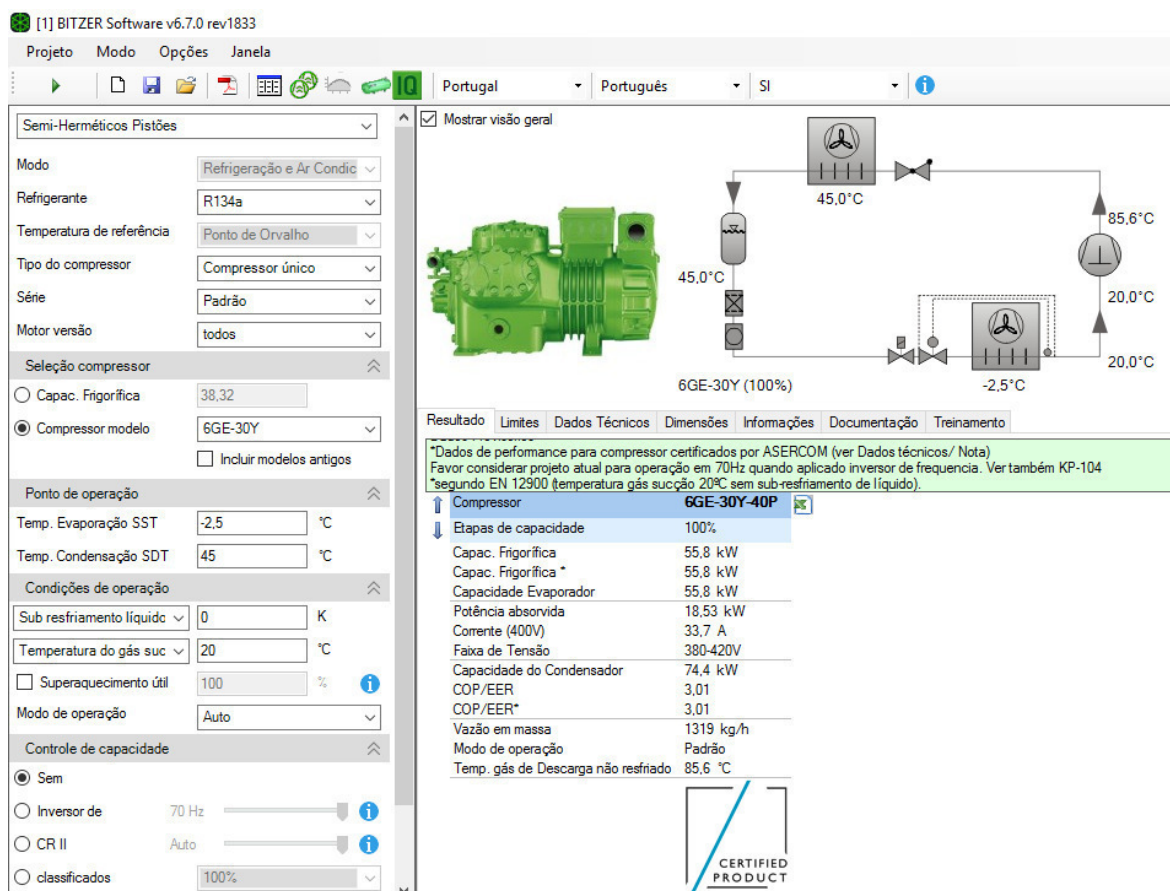 [1] BITZER Software v6.7.0 rev1833
Projeto Modo Opções Janela
IQ Portugal Português SI
Semi-Herméticos Pistões
Modo Refrigeração e Ar Condic
Refrigerante R134a
Temperatura de referência Ponto de Orvalho
Tipo do compressor Compressor único
Série Padrão
Motor versão todos
Seleção compressor
Capac. Frigorífica 38,32
Compressor modelo 6GE-30Y
Incluir modelos antigos
Ponto de operação
Temp. Evaporação SST -2,5 °C
Temp. Condensação SDT 45 °C
Condições de operação
Sub resfriamento líquidc 0 K
Temperatura do gás suc 20 °C
Superaquecimento útil 100 %
Modo de operação Auto
Controle de capacidade
Sem
Inversor de 70 Hz
CR II Auto
classificados 100%
Mostrar visão geral
45,0°C
85,6°C
45,0°C
20,0°C
20,0°C
6GE-30Y (100%)
-2,5°C
Resultado Limites Dados Técnicos Dimensões Informações Documentação Treinamento
*Dados de performance para compressor certificados por ASERCOM (ver Dados técnicos/ Nota)
Favor considerar projeto atual para operação em 70Hz quando aplicado inversor de frequencia. Ver também KP-104
*segundo EN 12900 (temperatura gás sucção 20ºC sem sub-resfriamento de líquido).
Compressor 6GE-30Y-40P
Etapas de capacidade 100%
Capac. Frigorífica 55,8 kW
Capac. Frigorífica * 55,8 kW
Capacidade Evaporador 55,8 kW
Potência absorvida 18,53 kW
Corrente (400V) 33,7 A
Faixa de Tensão 380-420V
Capacidade do Condensador 74,4 kW
COP/EER 3,01
COP/EER* 3,01
Vazão em massa 1319 kg/h
Modo de operação Padrão
Temp. gás de Descarga não resfriado 85,6 °C
CERTIFIED
PRODUCT